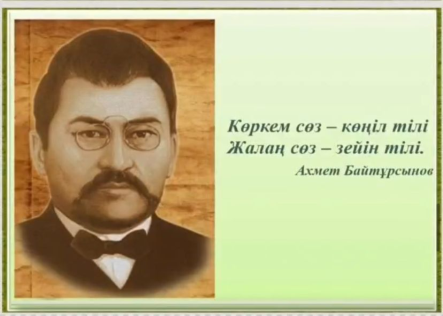 Көркем сөз – көңіл тілі
Жалаң сөз – зейін тілі.
Ахмет Байтұрсынов